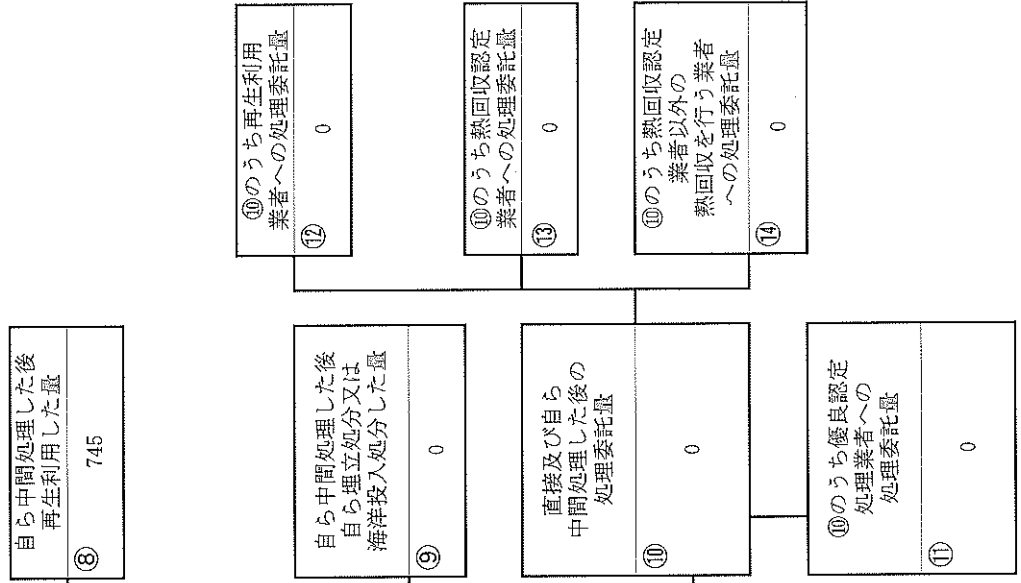 自ら中間処理した後
再生利用した量
⑧
745
自ら中間処理した後
自ら埋立処分又は
海洋投入処分した量
⑨
0
直接及び自ら
中間処理した後の
処理委託量
⑩
0
⑩のうち優良認定
処理業者への
処理委託量
⑪
0
⑩のうち再生利用
業者への処理委託量
⑫
0
⑩のうち熱回収認定
業者への処理委託量
⑬
0
⑩のうち熱回収認定
業者以外の
熱回収を行う業者
への処理委託量
⑭
0